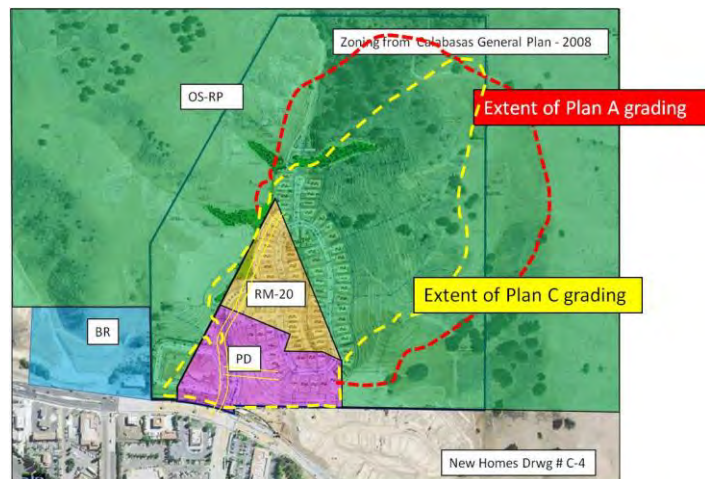 Zoning from Calabasas General Plan - 2008
OS-RP
Extent of Plan A grading
RM-20
Extent of Plan C grading
BR
PD
New Homes Drwg # C-4